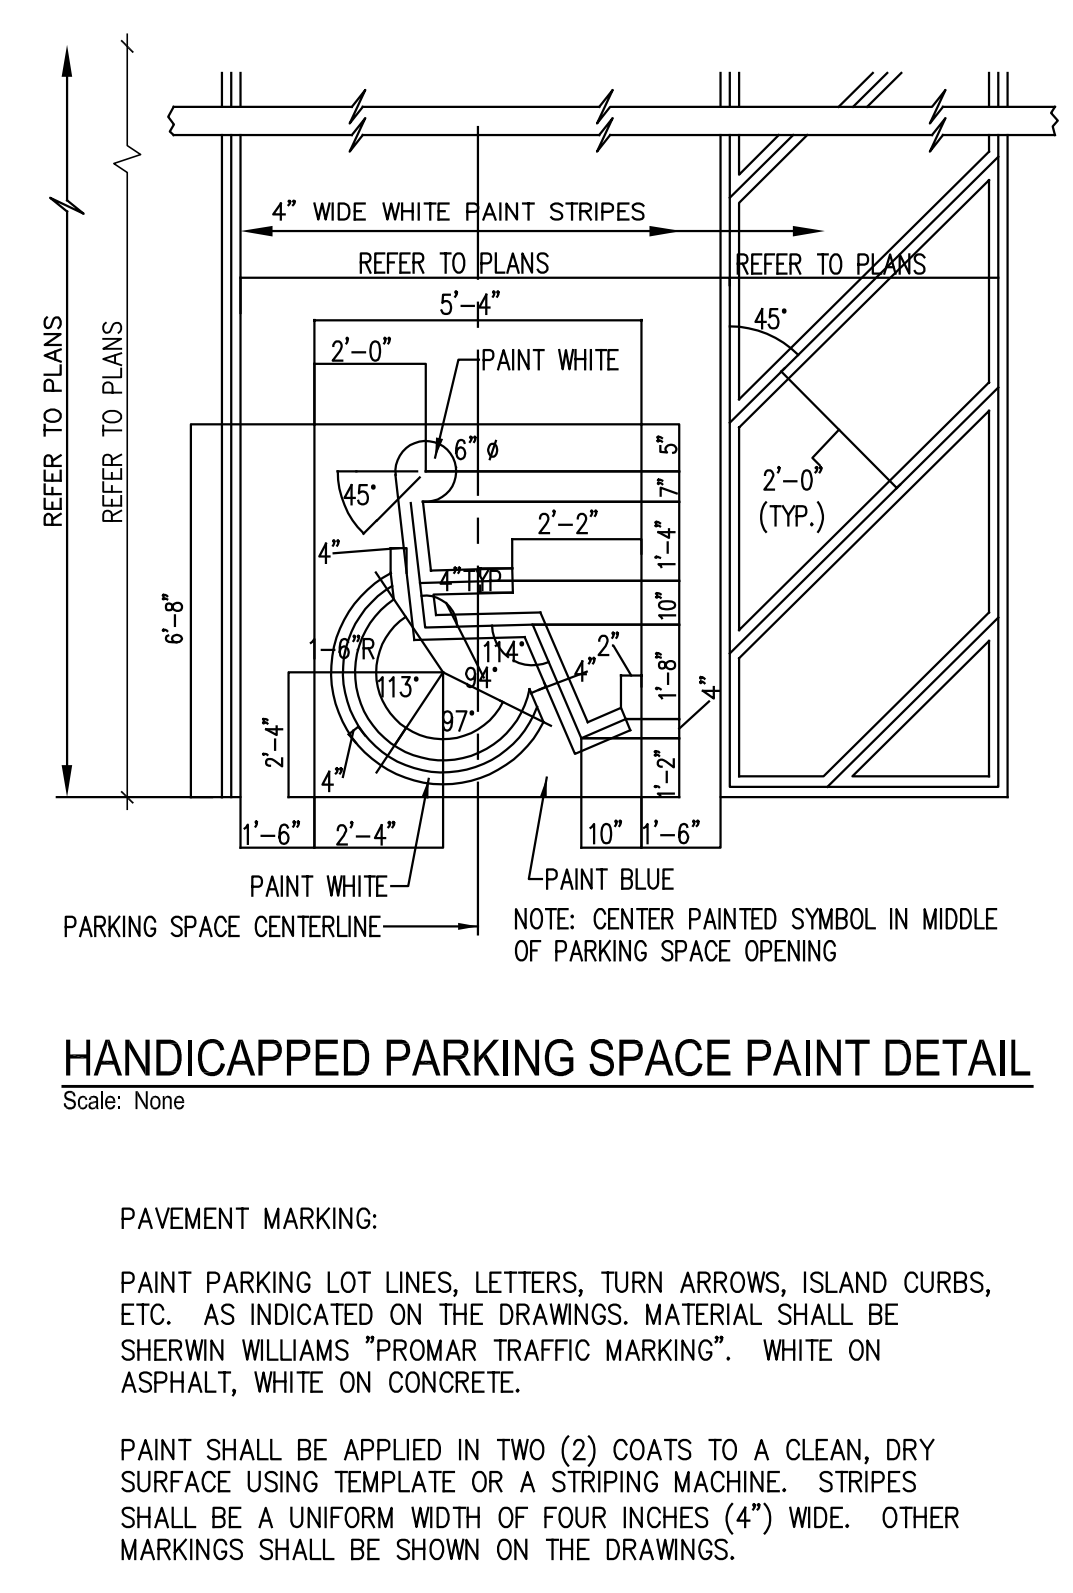 4” WIDE WHITE PAINT STRIPES
REFER TO PLANS
REFER TO PLANS
REFER TO PLANS
REFER TO PLANS
5’–4”
2’–0”
PAINT WHITE
45°
6” Ø
5”
7”
45°
2’–2”
1’–4”
2’–0”
(TYP.)
4”
4”TYP
10”
6’–8”
1–6”R
114°
2”
4”
1’–8”
4”
113°
94°
97°
2’–4”
4”
1’–2”
1’–6”
2’–4”
10”
1’–6”
PAINT WHITE
PAINT BLUE
PARKING SPACE CENTERLINE
NOTE: CENTER PAINTED SYMBOL IN MIDDLE
OF PARKING SPACE OPENING
HANDICAPPED PARKING SPACE PAINT DETAIL
Scale: None
PAVEMENT MARKING:
PAINT PARKING LOT LINES, LETTERS, TURN ARROWS, ISLAND CURBS,
ETC. AS INDICATED ON THE DRAWINGS. MATERIAL SHALL BE
SHERWIN WILLIAMS ”PROMAR TRAFFIC MARKING”. WHITE ON
ASPHALT, WHITE ON CONCRETE.
PAINT SHALL BE APPLIED IN TWO (2) COATS TO A CLEAN, DRY
SURFACE USING TEMPLATE OR A STRIPING MACHINE. STRIPES
SHALL BE A UNIFORM WIDTH OF FOUR INCHES (4”) WIDE. OTHER
MARKINGS SHALL BE SHOWN ON THE DRAWINGS.